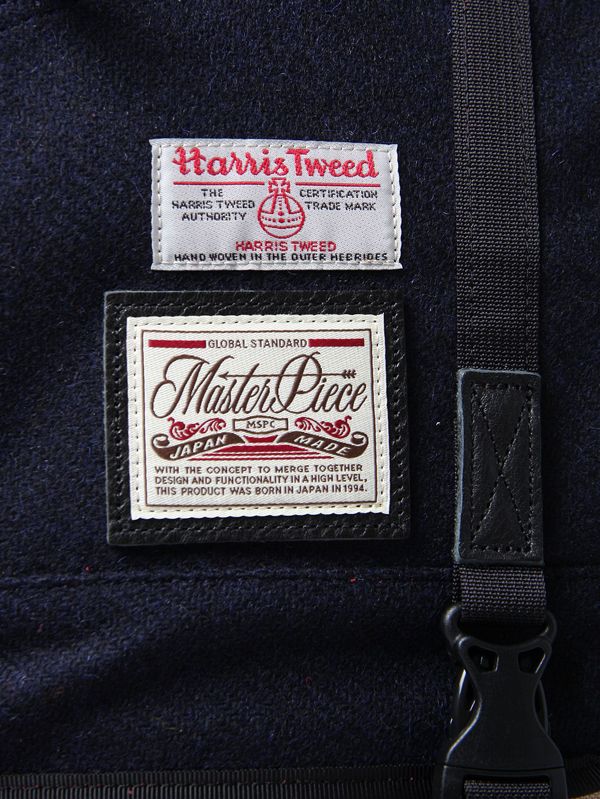 Harris Tweed
THE CERTIFICATION
HARRIS TWEED TRADE MARK
AUTHORITY
HARRIS TWEED
HAND WOVEN IN THE OUTER HEBRIDES
GLOBAL STANDARD
MasterPiece
MSPC
JAPAN MADE
WITH THE CONCEPT TO MERGE TOGETHER
DESIGN AND FUNCTIONALITY IN A HIGH LEVEL,
THIS PRODUCT WAS BORN IN JAPAN IN 1994.